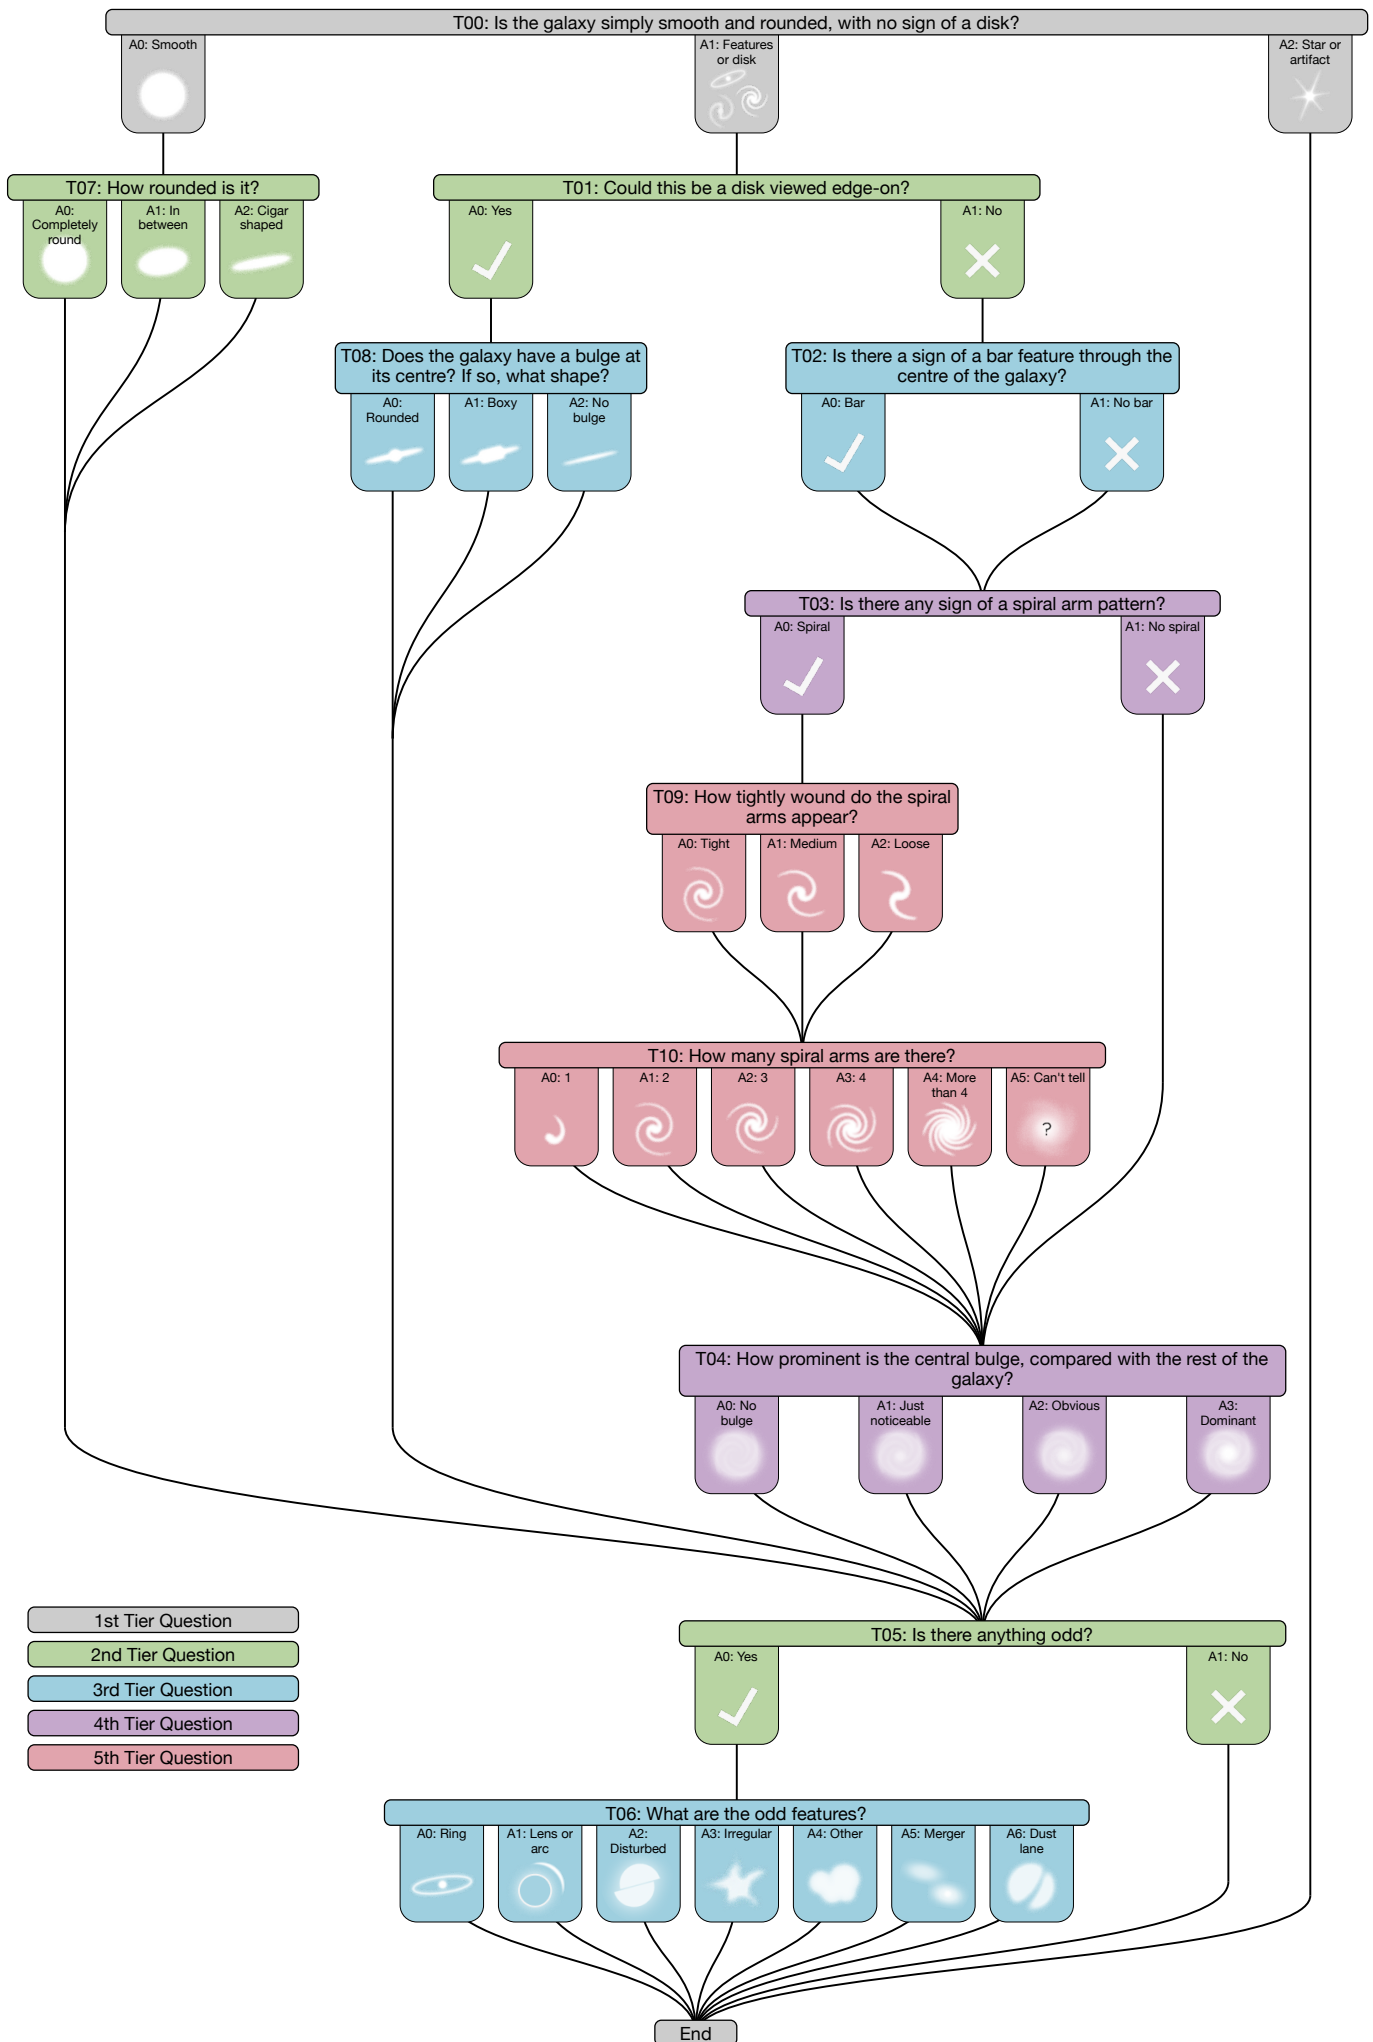 T00: Is the galaxy simply smooth and rounded, with no sign of a disk?
A0: Smooth
A1: Features
or disk
A2: Star or
artifact
T07: How rounded is it?
A0:
Completely
round
A1: In
between
A2: Cigar
shaped
T01: Could this be a disk viewed edge-on?
A0: Yes
A1: No
T08: Does the galaxy have a bulge at
its centre? If so, what shape?
A0:
Rounded
A1: Boxy
A2: No
bulge
T02: Is there a sign of a bar feature through the
centre of the galaxy?
A0: Bar
A1: No bar
T03: Is there any sign of a spiral arm pattern?
A0: Spiral
A1: No spiral
T09: How tightly wound do the spiral
arms appear?
A0: Tight
A1: Medium
A2: Loose
T10: How many spiral arms are there?
A0: 1
A1: 2
A2: 3
A3: 4
A4: More
than 4
A5: Can't tell
?
T04: How prominent is the central bulge, compared with the rest of the
galaxy?
A0: No
bulge
A1: Just
noticeable
A2: Obvious
A3:
Dominant
T05: Is there anything odd?
A0: Yes
A1: No
1st Tier Question
2nd Tier Question
3rd Tier Question
4th Tier Question
5th Tier Question
T06: What are the odd features?
A0: Ring
A1: Lens or
arc
A2:
Disturbed
A3: Irregular
A4: Other
A5: Merger
A6: Dust
lane
End